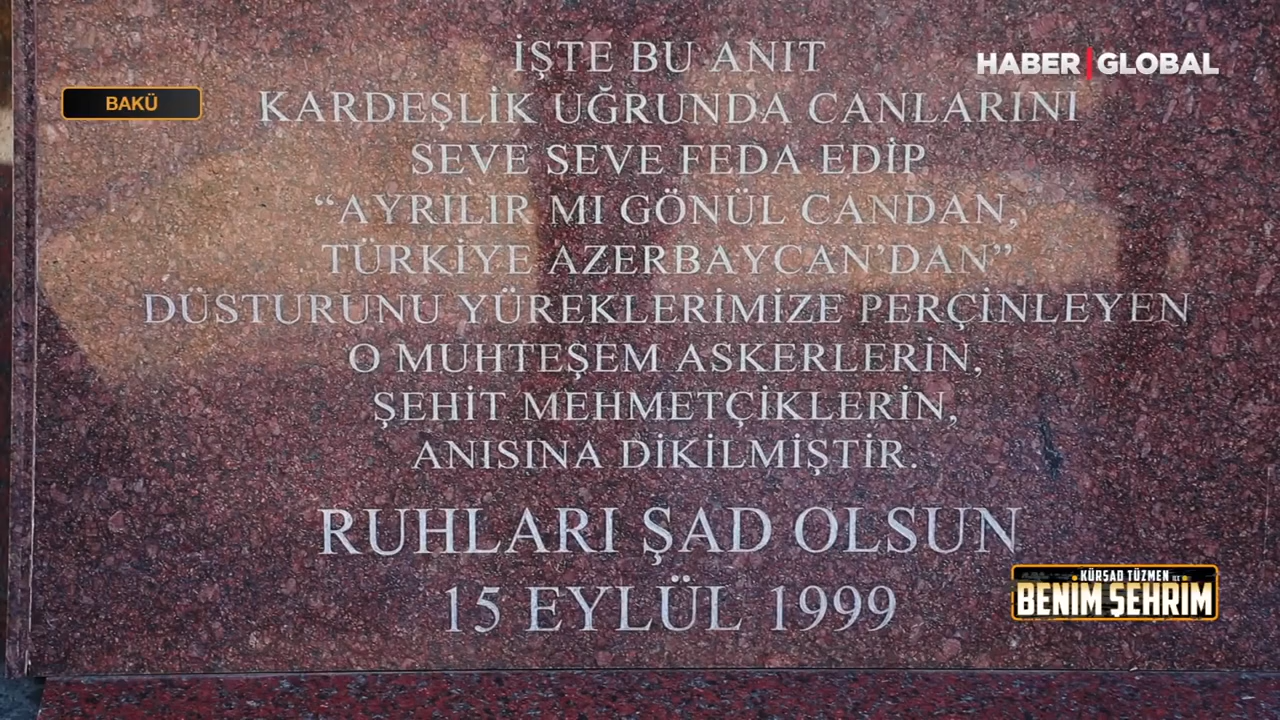 İŞTE BU ANIT
HABER GLOBAL
BAKÜ
KARDEŞLİK UĞRUNDA CANLARINI
SEVE SEVE FEDA EDİP
“AYRILIR MI GÖNÜL CANDAN,
TÜRKİYE AZERBAYCAN’DAN”
DÜSTURUNU YÜREKLERİMİZE PERÇİNLEYEN
O MUHTEŞEM ASKERLERİN,
ŞEHİT MEHMETÇİKLERİN,
ANISINA DİKİLMİŞTİR.
RUHLARI ŞAD OLSUN
15 EYLÜL 1999
KÜRŞAD TÜZMEN İLE
BENİM ŞEHRİM